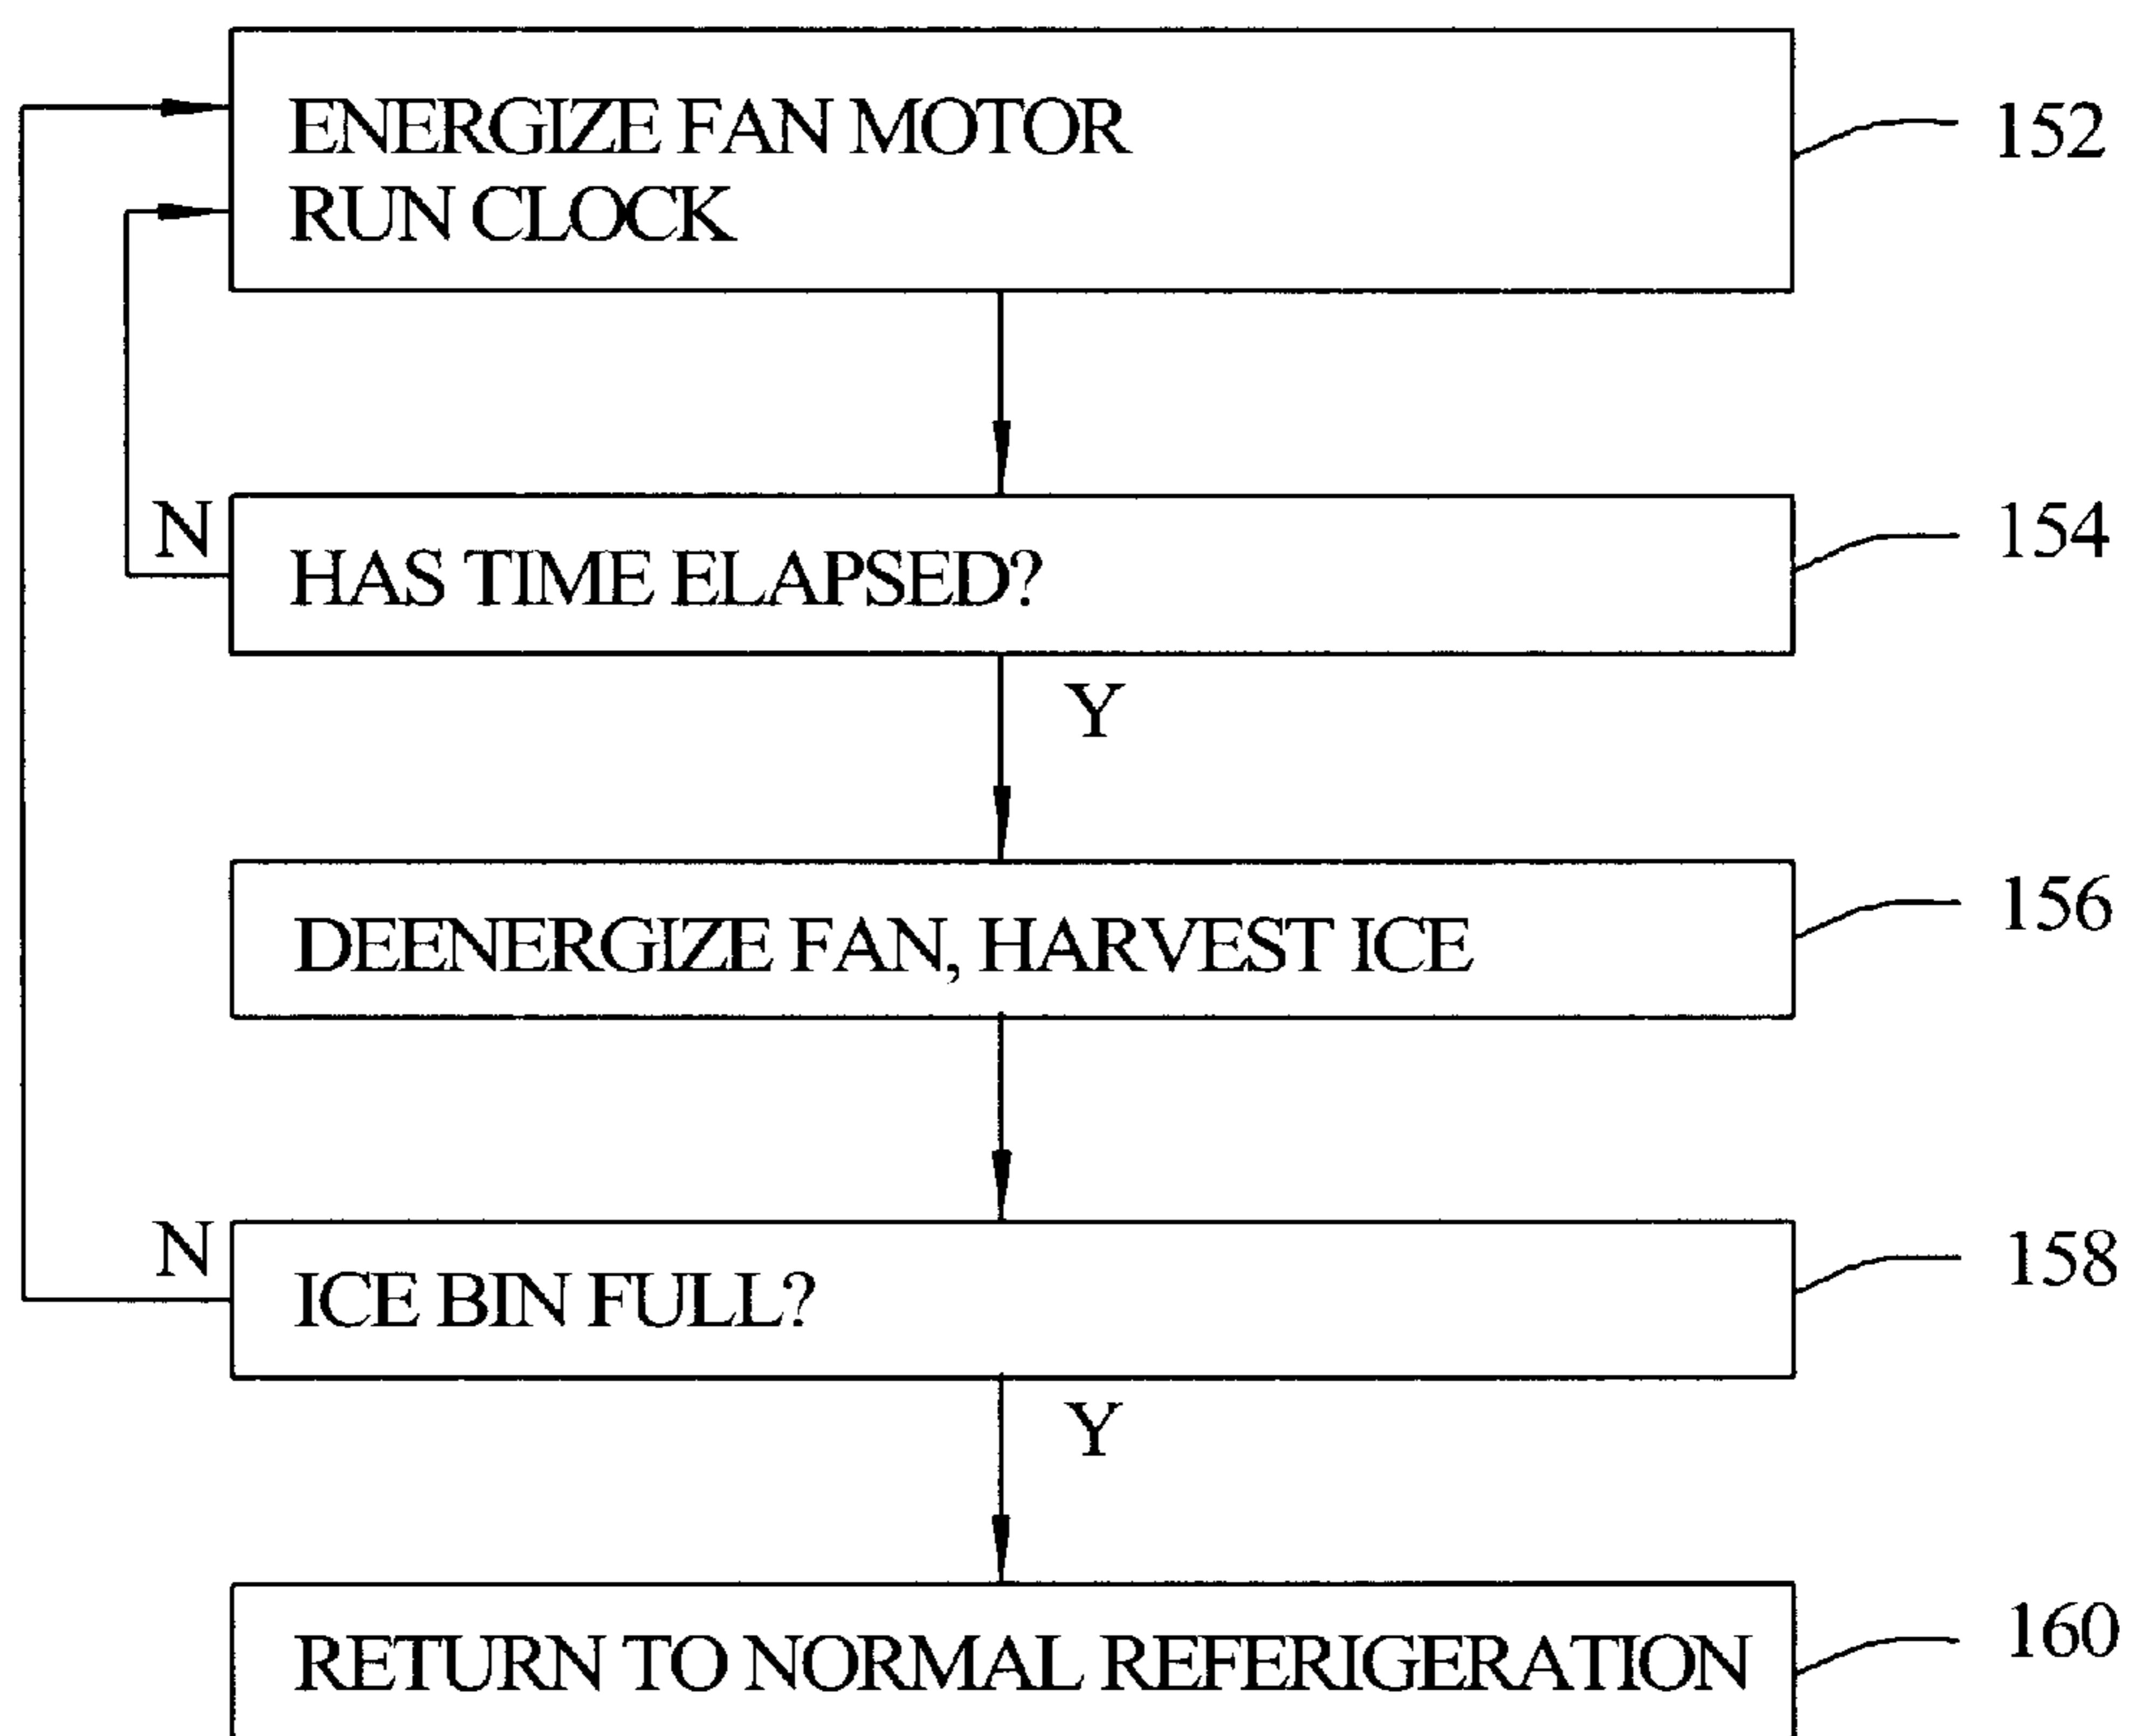 ENERGIZE FAN MOTOR
RUN CLOCK
152
N
HAS TIME ELAPSED?
154
Y
DEENERGIZE FAN, HARVEST ICE
156
N
ICE BIN FULL?
158
Y
RETURN TO NORMAL REFERIGERATION
160